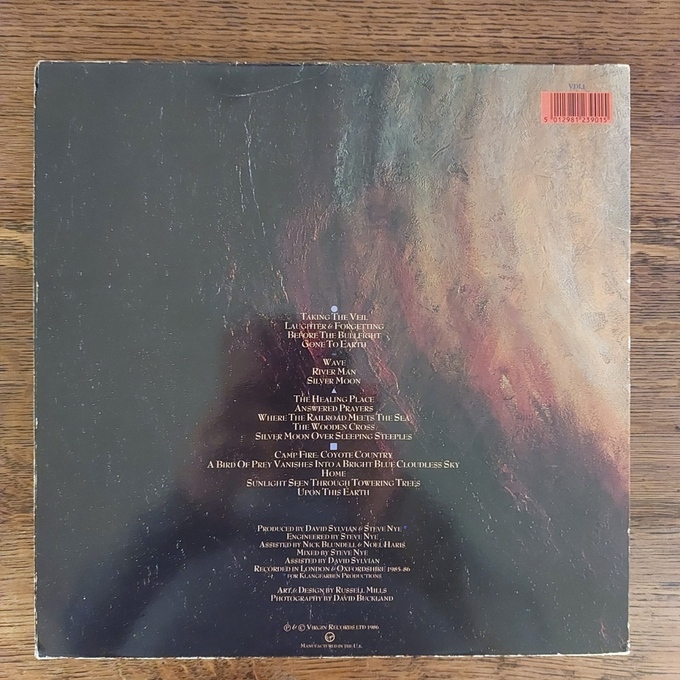 VDL1
5 012981 239015
Taking The Veil
Laughter & Forgetting
Before The Bullfight
Gone To Earth
Wave
River Man
Silver Moon
The Healing Place
Answered Prayers
Where The Railroad Meets The Sea
The Wooden Cross
Silver Moon Over Sleeping Steeples
Camp Fire: Coyote Country
A Bird Of Prey Vanishes Into a Bright Blue Cloudless Sky
Home
Sunlight Seen Through Towering Trees
Upon This Earth
Produced by David Sylvian & Steve Nye
Engineered by Steve Nye
Assisted by Nick Blundell & Noel Haris
Mixed by Steve Nye
Assisted by David Sylvian
Recorded in London & Oxfordshire 1985-86
for Klangfarben Productions
Art & Design by Russell Mills
Photography by David Buckland
℗ & © Virgin Records Ltd 1986
Manufactured in the U.K.